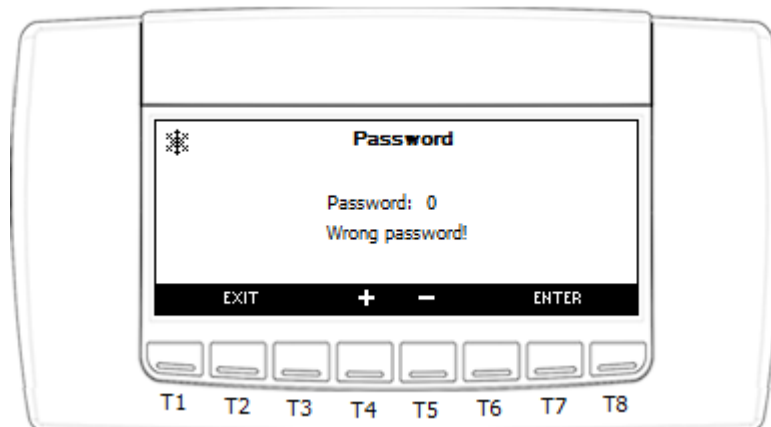 Password
Password: 0
Wrong password!
EXIT + − ENTER
T1 T2 T3 T4 T5 T6 T7 T8